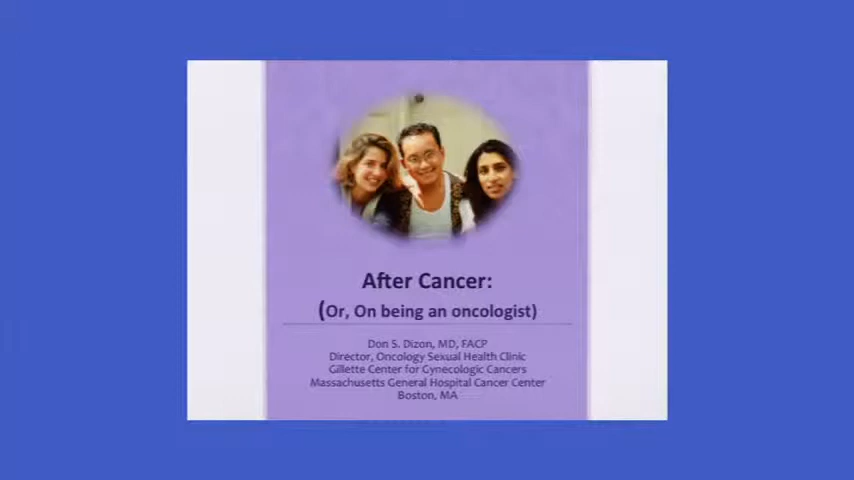 After Cancer:
(Or, On being an oncologist)
Don S. Dizon, MD, FACP
Director, Oncology Sexual Health Clinic
Gillette Center for Gynecologic Cancers
Massachusetts General Hospital Cancer Center
Boston, MA